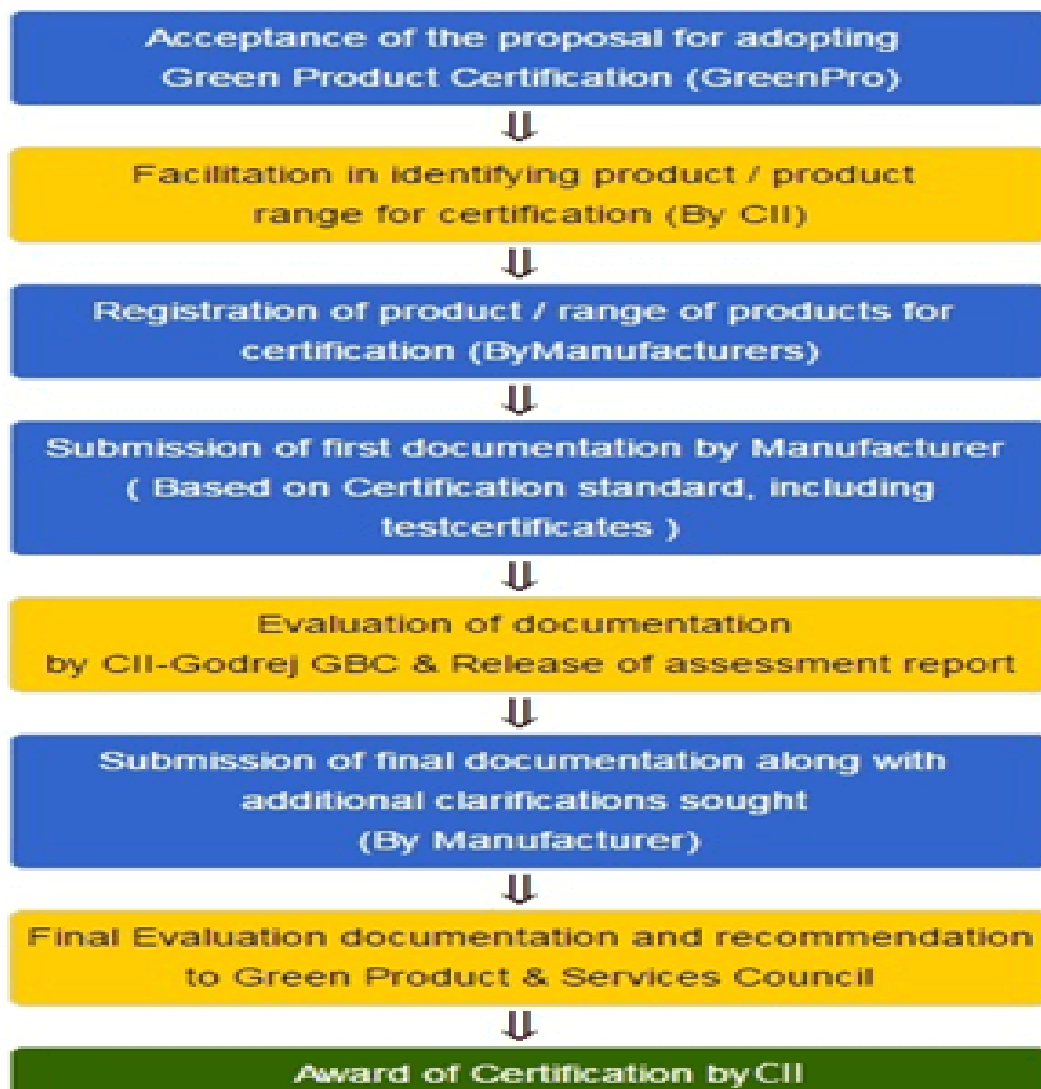 Acceptance of the proposal for adopting
Green Product Certification (GreenPro)
Facilitation in identifying product / product
range for certification (By CII)
Registration of product / range of products for
certification (ByManufacturers)
Submission of first documentation by Manufacturer
( Based on Certification standard, including
testcertificates )
Evaluation of documentation
by CII-Godrej GBC & Release of assessment report
Submission of final documentation along with
additional clarifications sought
(By Manufacturer)
Final Evaluation documentation and recommendation
to Green Product & Services Council
Award of Certification by CII